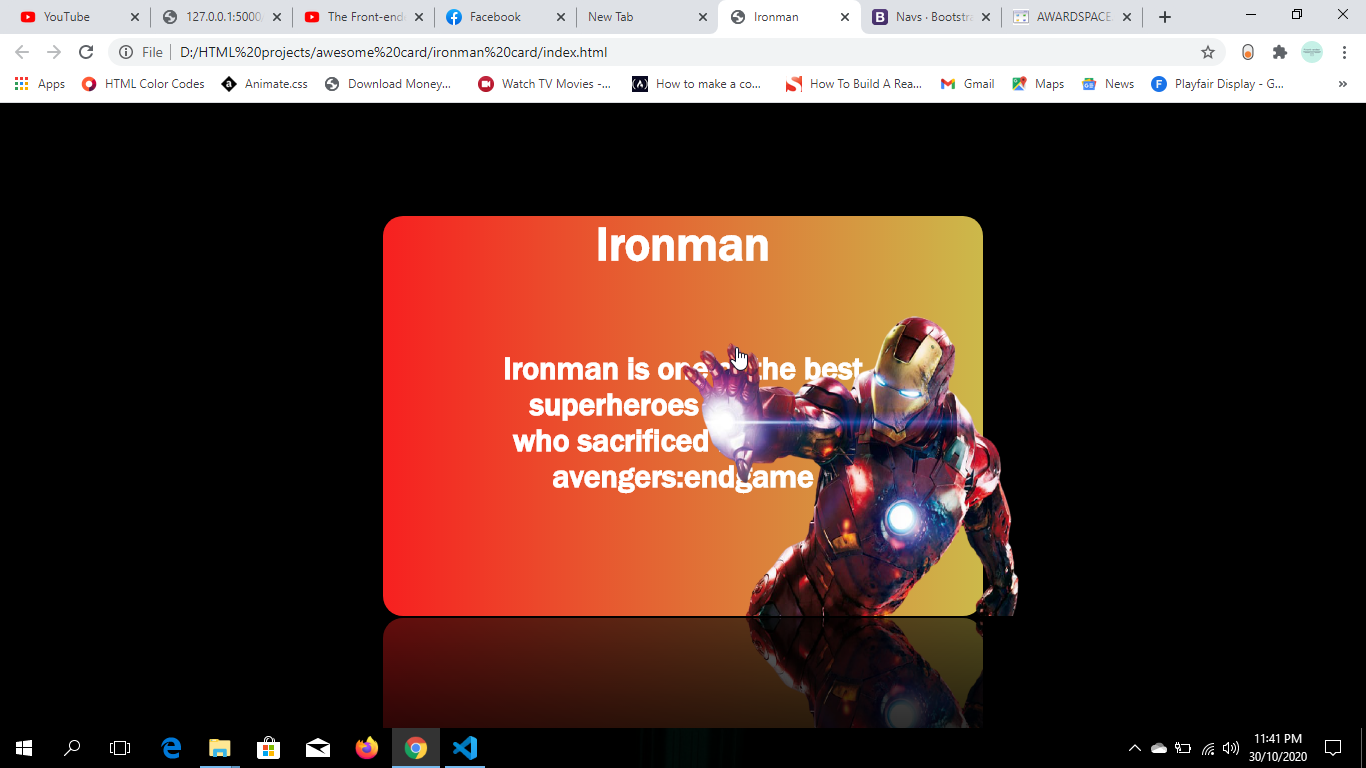 YouTube
127.0.0.1:5000
The Front-end
Facebook
New Tab
Ironman
Navs · Bootstra
AWARDSPACE
File
D:/HTML%20projects/awesome%20card/ironman%20card/index.html
Apps
HTML Color Codes
Animate.css
Download Money...
Watch TV Movies -...
How to make a co...
How To Build A Rea...
Gmail
Maps
News
Playfair Display - G...
»
Ironman
Ironman is one the best
superheroes
who sacrificed
avengers:endgame
11:41 PM
30/10/2020